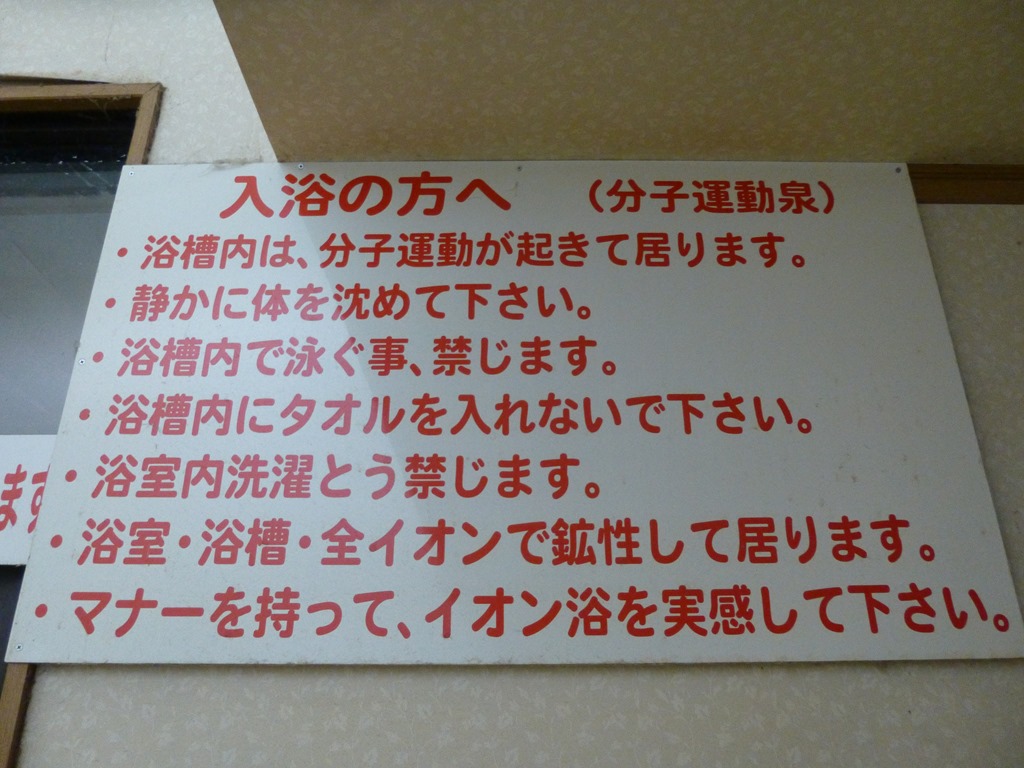 入浴の方へ （分子運動泉）
・浴槽内は、分子運動が起きて居ります。
・静かに体を沈めて下さい。
・浴槽内で泳ぐ事、禁じます。
・浴槽内にタオルを入れないで下さい。
・浴室内洗濯とう禁じます。
ます
・浴室・浴槽・全イオンで鉱性して居ります。
・マナーを持って、イオン浴を実感して下さい。